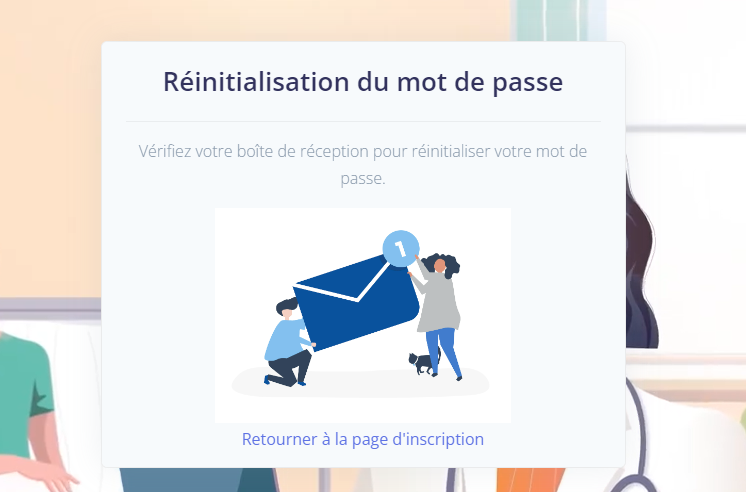 Réinitialisation du mot de passe
Vérifiez votre boîte de réception pour réinitialiser votre mot de
passe.
1
Retourner à la page d'inscription